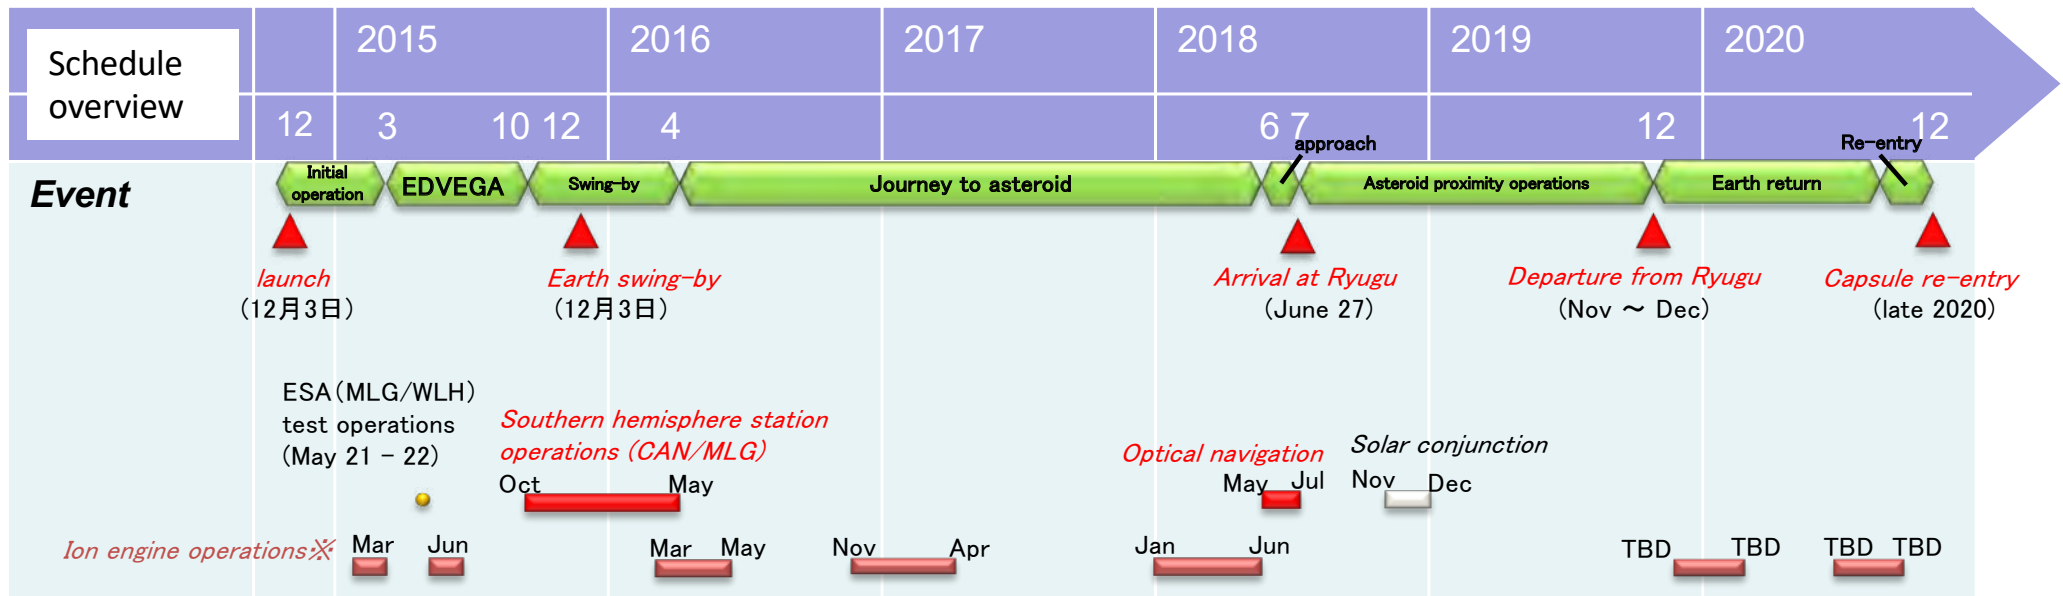 Schedule
overview
2015 2016 2017 2018 2019 2020
12 3 10 12 4 6 7 12 12
approach
Re-entry
Event
Initial
operation
EDVEGA
Swing-by
Journey to asteroid
Asteroid proximity operations
Earth return
launch
(12月3日)
Earth swing-by
(12月3日)
Arrival at Ryugu
(June 27)
Departure from Ryugu
(Nov ～ Dec)
Capsule re-entry
(late 2020)
ESA(MLG/WLH)
test operations
(May 21 - 22)
Southern hemisphere station
operations (CAN/MLG)
Oct May
Optical navigation
May Jul
Solar conjunction
Nov Dec
Ion engine operations※
Mar Jun Mar May Nov Apr Jan Jun TBD TBD TBD TBD